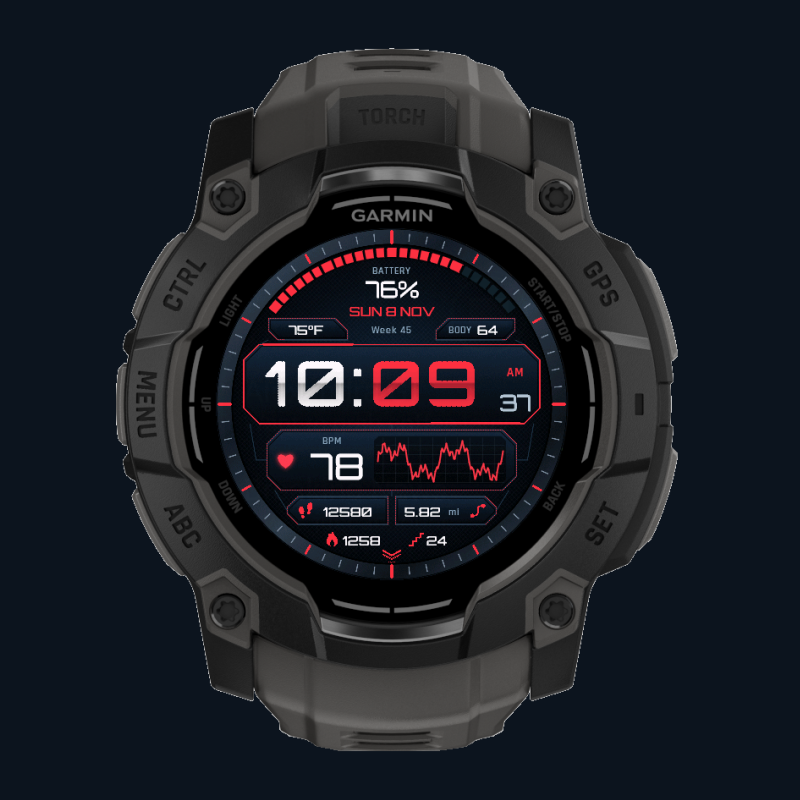 TORCH
GARMIN
CTRL
GPS
LIGHT
START/STOP
BATTERY
76%
SUN 8 NOV
75°F
Week 45
BODY 64
10:09
AM
37
MENU
UP
BPM
78
DOWN
BACK
ABC
SET
12580
5.82 mi
1258
24